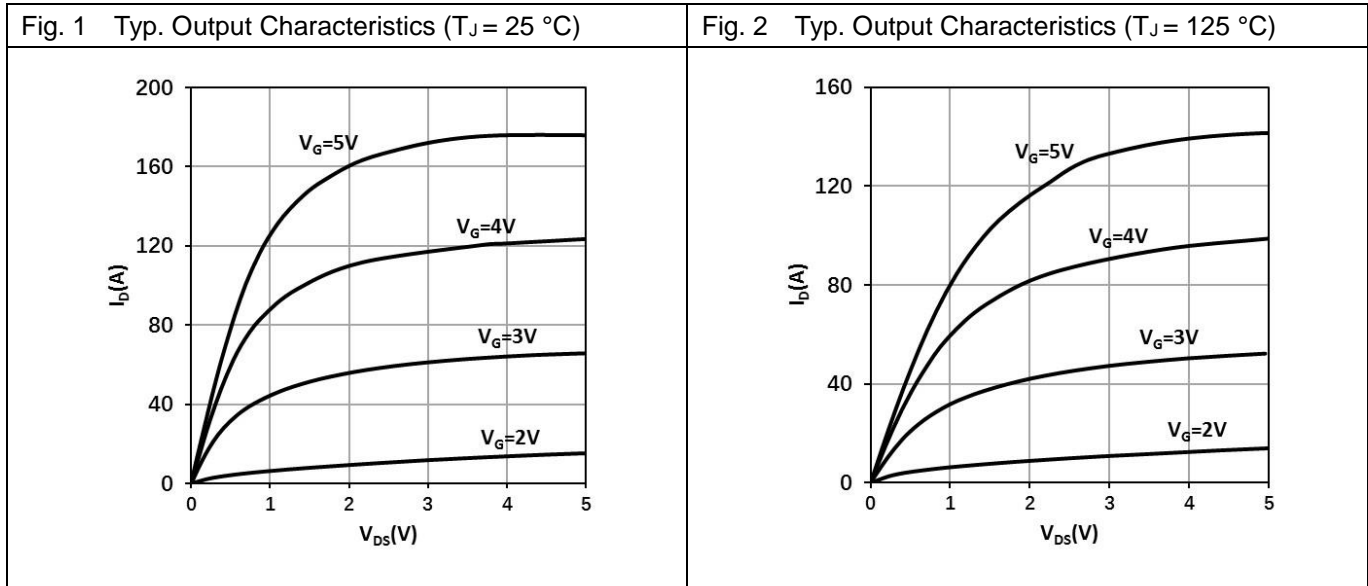 Fig. 1 Typ. Output Characteristics (TJ = 25 °C)
200
160
120
80
40
0
0 1 2 3 4 5
ID(A)
VDS(V)
VG=5V
VG=4V
VG=3V
VG=2V
Fig. 2 Typ. Output Characteristics (TJ = 125 °C)
160
120
80
40
0
0 1 2 3 4 5
ID(A)
VDS(V)
VG=5V
VG=4V
VG=3V
VG=2V